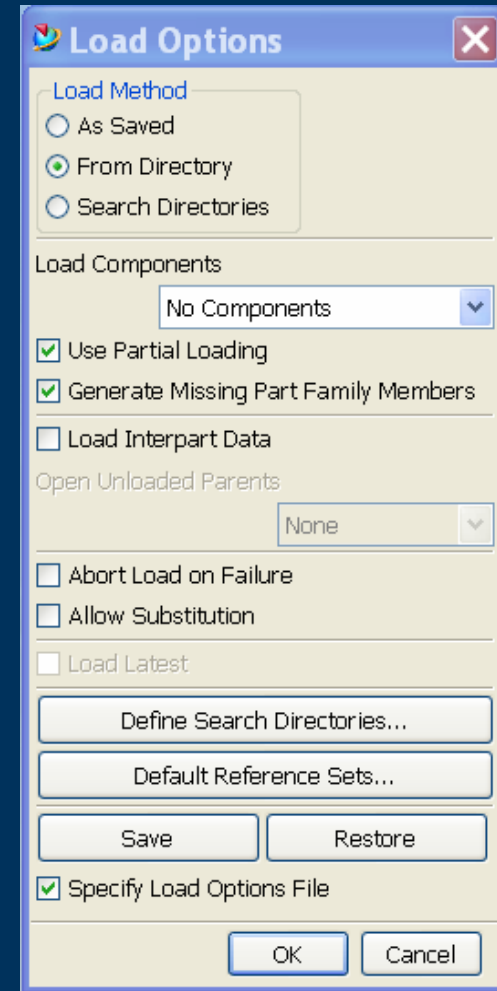 Load Options
Load Method
As Saved
From Directory
Search Directories
Load Components
No Components
Use Partial Loading
Generate Missing Part Family Members
Load Interpart Data
Open Unloaded Parents
None
Abort Load on Failure
Allow Substitution
Load Latest
Define Search Directories...
Default Reference Sets...
Save Restore
Specify Load Options File
OK Cancel